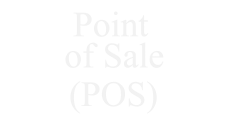 Point
of Sale
(POS)